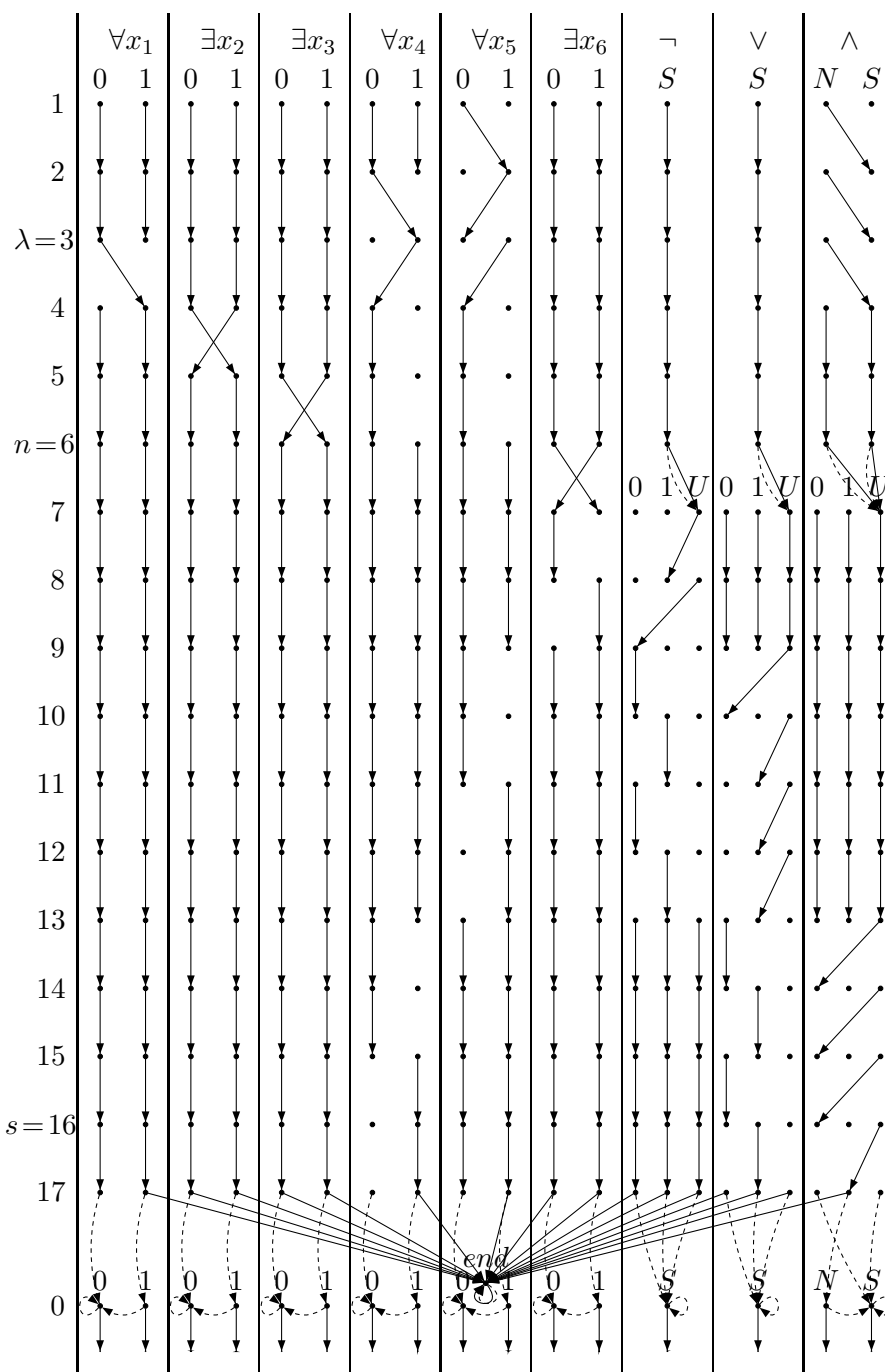 ∀x₁ ∃x₂ ∃x₃ ∀x₄ ∀x₅ ∃x₆ ¬ ∨ ∧
0 1 0 1 0 1 0 1 0 1 0 1 S S N S
1
2
λ=3
4
5
n=6
0 1 U 0 1 U 0 1 U
7
8
9
10
11
12
13
14
15
s=16
17
end
0 1 0 1 0 1 0 1 0 1 0 1 S S N S
0